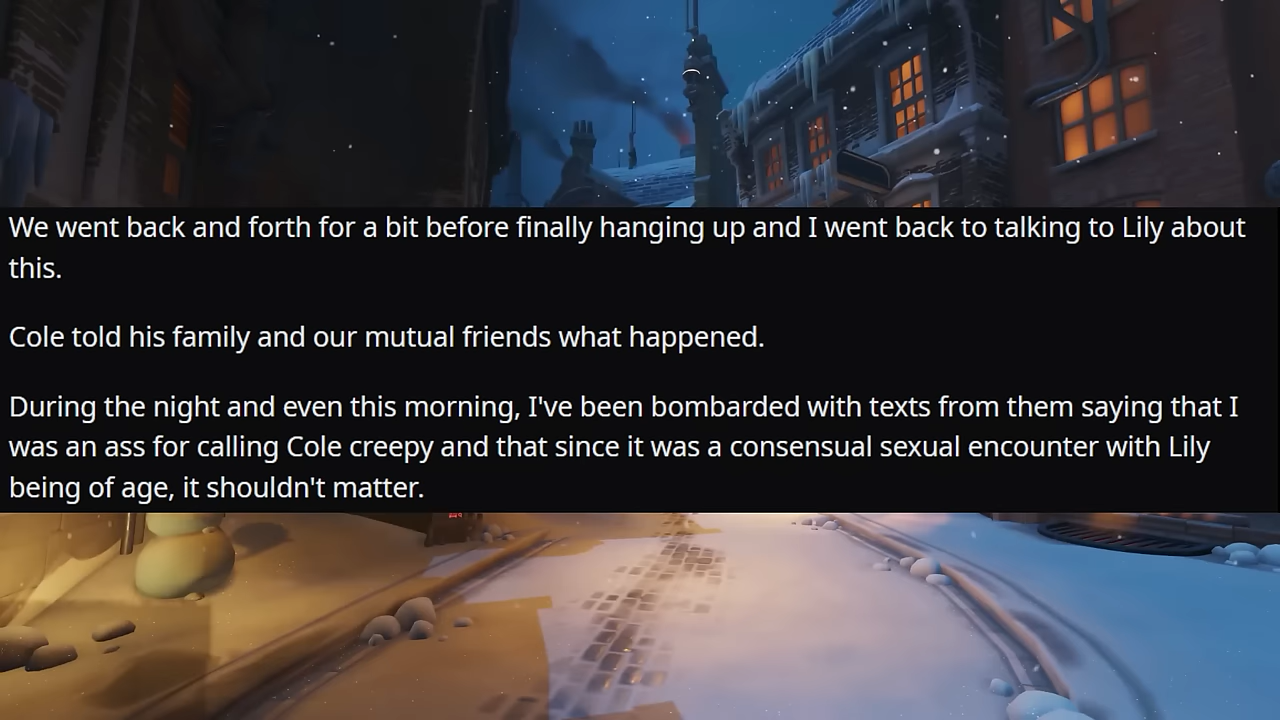 We went back and forth for a bit before finally hanging up and I went back to talking to Lily about
this.
Cole told his family and our mutual friends what happened.
During the night and even this morning, I've been bombarded with texts from them saying that I
was an ass for calling Cole creepy and that since it was a consensual sexual encounter with Lily
being of age, it shouldn't matter.